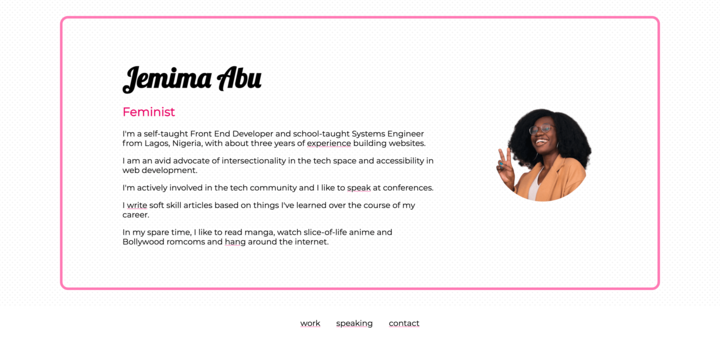 Jemima Abu
Feminist
I'm a self-taught Front End Developer and school-taught Systems Engineer
from Lagos, Nigeria, with about three years of experience building websites.
I am an avid advocate of intersectionality in the tech space and accessibility in
web development.
I'm actively involved in the tech community and I like to speak at conferences.
I write soft skill articles based on things I've learned over the course of my
career.
In my spare time, I like to read manga, watch slice-of-life anime and
Bollywood romcoms and hang around the internet.
work speaking contact